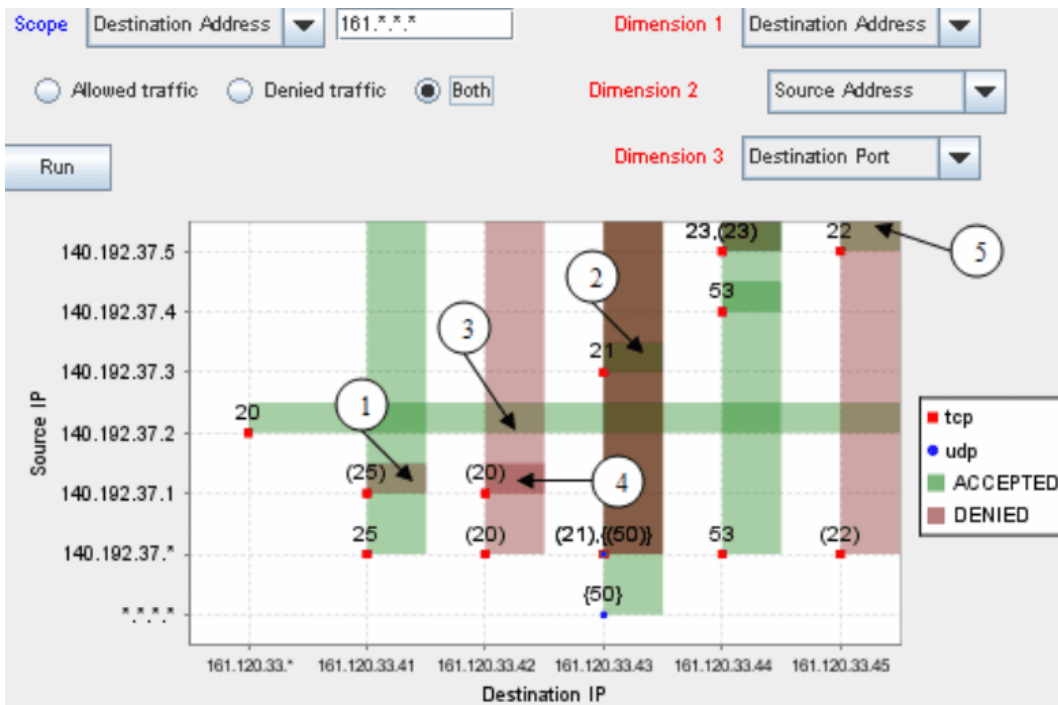 Scope Destination Address 161.*.*.* Dimension 1 Destination Address
Allowed traffic Denied traffic Both Dimension 2 Source Address
Run Dimension 3 Destination Port
140.192.37.5 23,(23) 22 5
140.192.37.4 53 2
3
140.192.37.3 21
20 1
140.192.37.2
(25) (20) 4
140.192.37.1
25 (20) (21),{(50)} 53 (22)
140.192.37.*
{50}
*.*.*.*
Source IP
tcp
udp
ACCEPTED
DENIED
161.120.33.* 161.120.33.41 161.120.33.42 161.120.33.43 161.120.33.44 161.120.33.45
Destination IP